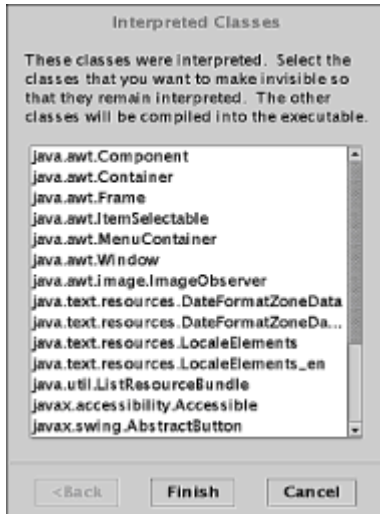 Interpreted Classes
These classes were interpreted. Select the
classes that you want to make invisible so
that they remain interpreted. The other
classes will be compiled into the executable.
java.awt.Component
java.awt.Container
java.awt.Frame
java.awt.ItemSelectable
java.awt.MenuContainer
java.awt.Window
java.awt.image.ImageObserver
java.text.resources.DateFormatZoneData
java.text.resources.DateFormatZoneDa...
java.text.resources.LocaleElements
java.text.resources.LocaleElements_en
java.util.ListResourceBundle
javax.accessibility.Accessible
javax.swing.AbstractButton
<Back Finish Cancel